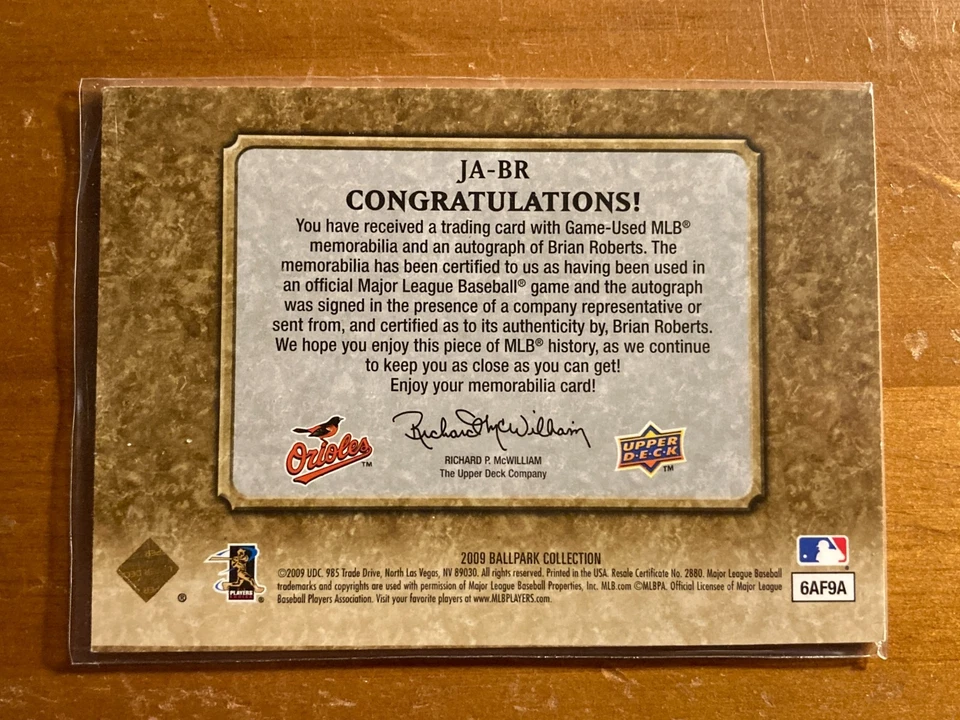 JA-BR
CONGRATULATIONS!
You have received a trading card with Game-Used MLB®
memorabilia and an autograph of Brian Roberts. The
memorabilia has been certified to us as having been used in
an official Major League Baseball® game and the autograph
was signed in the presence of a company representative or
sent from, and certified as to its authenticity by, Brian Roberts.
We hope you enjoy this piece of MLB® history, as we continue
to keep you as close as you can get!
Enjoy your memorabilia card!
Richard P. McWilliam
Orioles™
UPPER
DECK™
RICHARD P. McWILLIAM
The Upper Deck Company
2009 BALLPARK COLLECTION
©2009 UDC. 985 Trade Drive, North Las Vegas, NV 89030. All rights reserved. Printed in the USA. Resale Certificate No. 2880. Major League Baseball
trademarks and copyrights are used with permission of Major League Baseball Properties, Inc. MLB.com ©MLBPA. Official Licensee of Major League
Baseball Players Association. Visit your favorite players at www.MLBPLAYERS.com.
PLAYERS
®
®
6AF9A